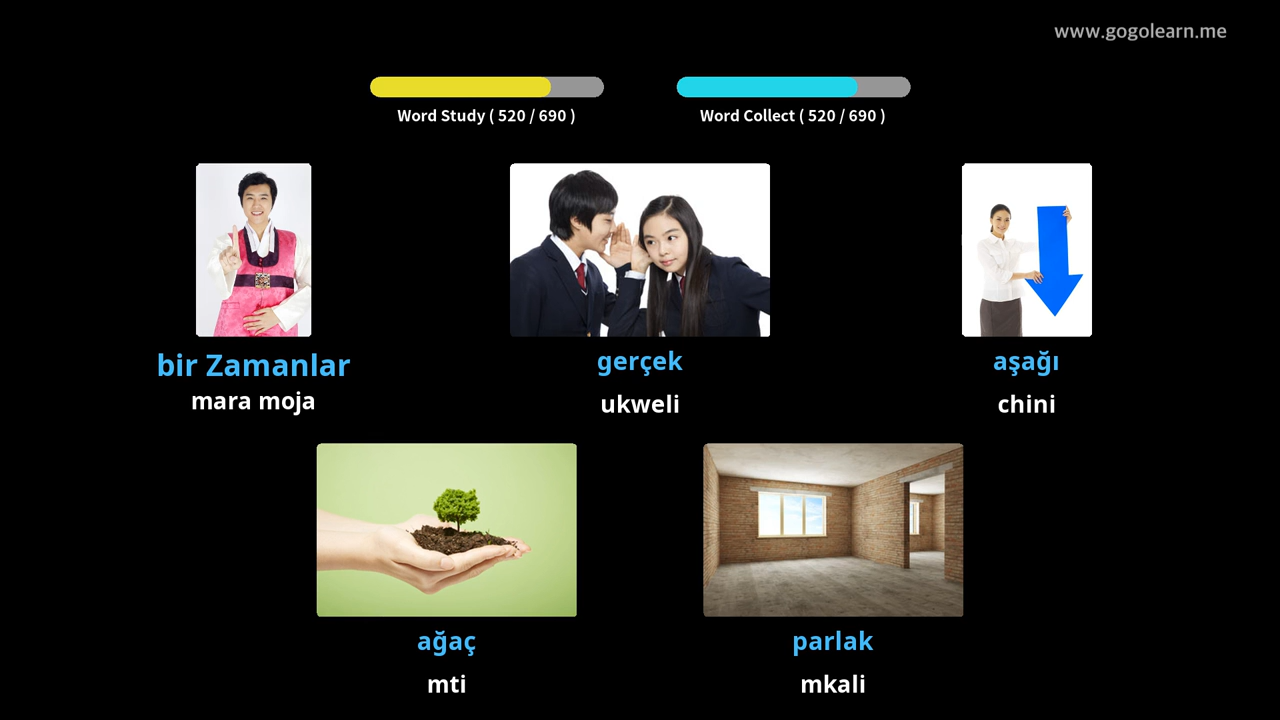 www.gogolearn.me
Word Study ( 520 / 690 )
Word Collect ( 520 / 690 )
bir Zamanlar
mara moja
gerçek
ukweli
aşağı
chini
ağaç
mti
parlak
mkali